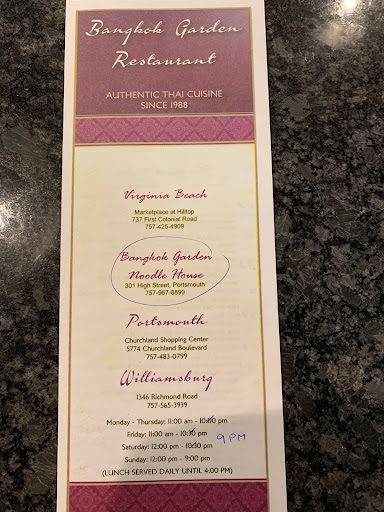 Bangkok Garden
Restaurant
AUTHENTIC THAI CUISINE
SINCE 1988
Virginia Beach
Marketplace at Hilltop
737 First Colonial Road
757-425-4909
Bangkok Garden
Noodle House
301 High Street, Portsmouth
757-967-8899
Portsmouth
Churchland Shopping Center
5774 Churchland Boulevard
757-483-0799
Williamsburg
1346 Richmond Road
757-565-3939
Monday - Thursday: 11:00 am - 10:00 pm
Friday: 11:00 am - 10:30 pm
Saturday: 12:00 pm - 10:30 pm
9 PM
Sunday: 12:00 pm - 9:00 pm
(LUNCH SERVED DAILY UNTIL 4:00 PM)